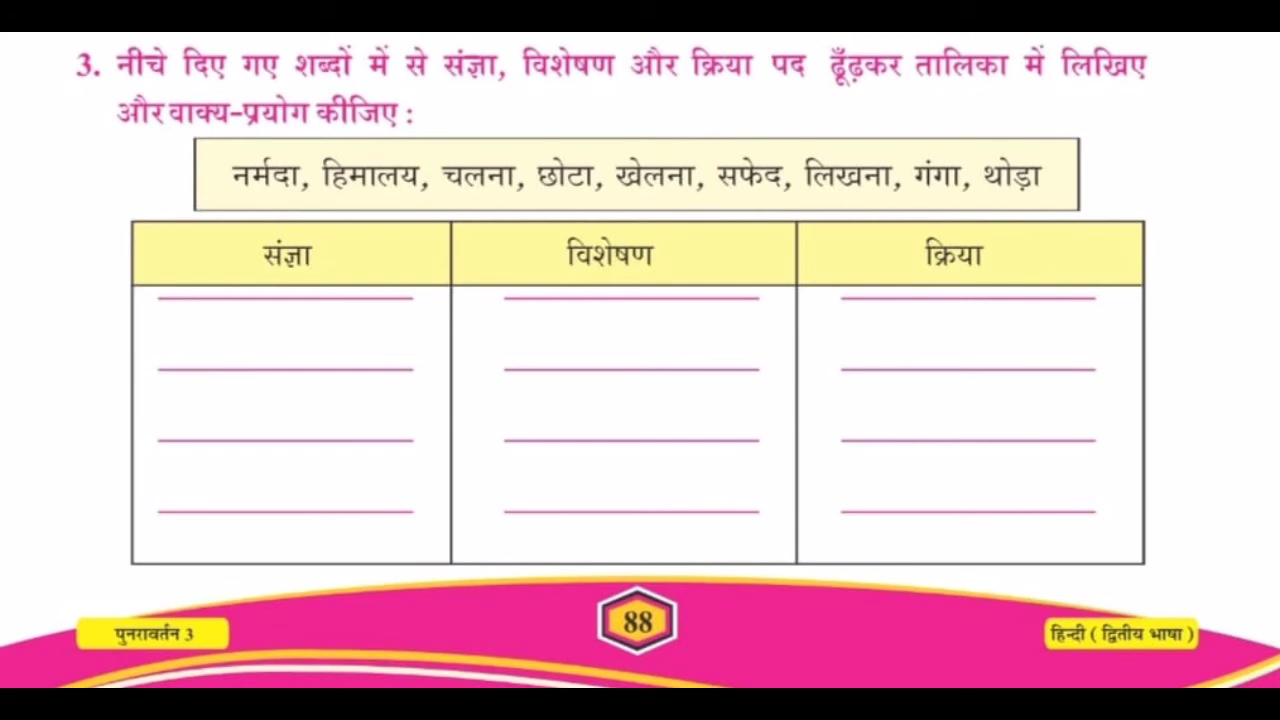 3. नीचे दिए गए शब्दों में से संज्ञा, विशेषण और क्रिया पद ढूँढ़कर तालिका में लिखिए
और वाक्य-प्रयोग कीजिए :
नर्मदा, हिमालय, चलना, छोटा, खेलना, सफेद, लिखना, गंगा, थोड़ा
संज्ञा विशेषण क्रिया
पुनरावर्तन 3 88 हिन्दी ( द्वितीय भाषा )